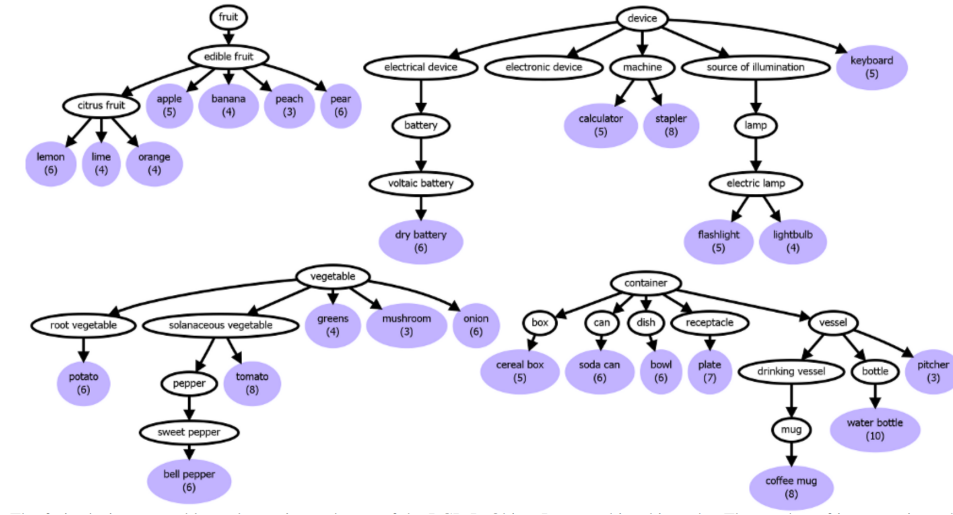 fruit
edible fruit
citrus fruit
apple
(5)
banana
(4)
peach
(3)
pear
(6)
lemon
(6)
lime
(4)
orange
(4)
device
electrical device
electronic device
machine
source of illumination
keyboard
(5)
battery
calculator
(5)
stapler
(8)
lamp
voltaic battery
electric lamp
dry battery
(6)
flashlight
(5)
lightbulb
(4)
vegetable
root vegetable
solanaceous vegetable
greens
(4)
mushroom
(3)
onion
(6)
potato
(6)
pepper
tomato
(8)
sweet pepper
bell pepper
(6)
container
box
can
dish
receptacle
vessel
cereal box
(5)
soda can
(6)
bowl
(6)
plate
(7)
drinking vessel
bottle
pitcher
(3)
mug
water bottle
(10)
coffee mug
(8)